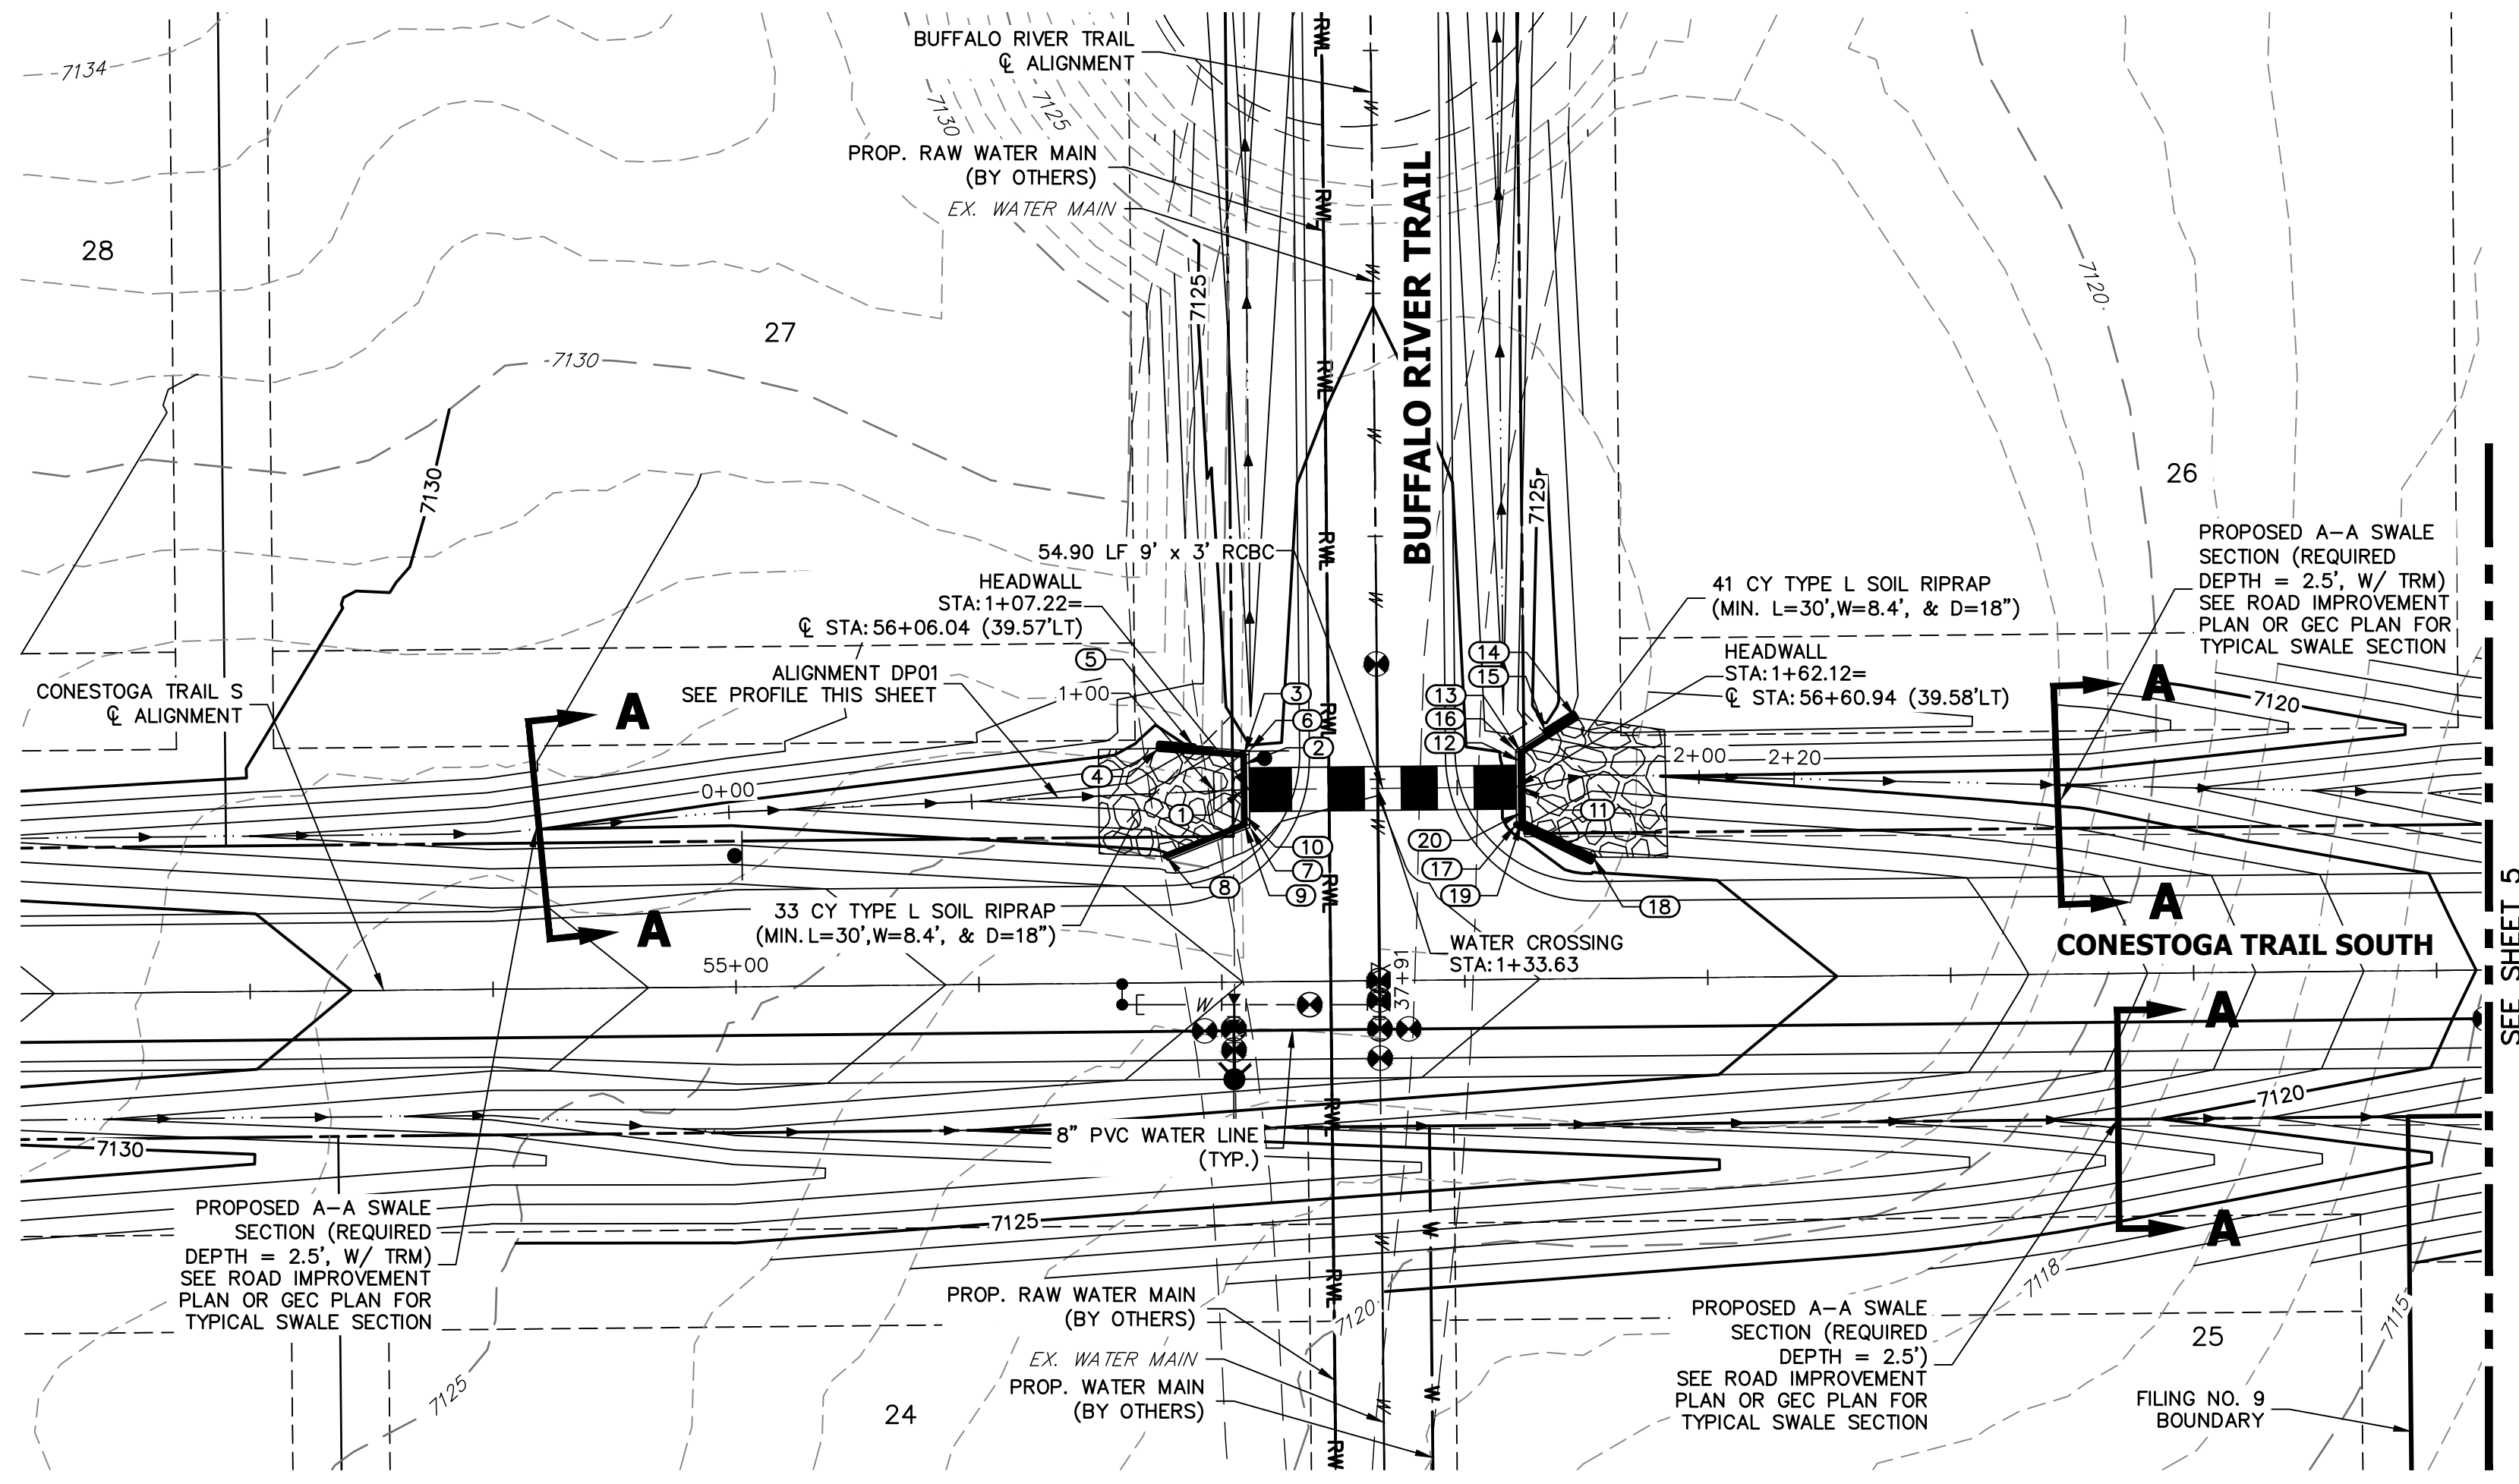 BUFFALO RIVER TRAIL
℄ ALIGNMENT
7134
7130
7125
PROP. RAW WATER MAIN
(BY OTHERS)
EX. WATER MAIN
RWL
RWL
RWL
RWL
RWL
RWL
RWL
RWL
RW
BUFFALO RIVER TRAIL
28
27
7130
7130
7125
7125
7120
26
54.90 LF 9' x 3' RCBC
HEADWALL
STA:1+07.22=
℄ STA:56+06.04 (39.57'LT)
ALIGNMENT DP01
SEE PROFILE THIS SHEET
1+00
0+00
CONESTOGA TRAIL S
℄ ALIGNMENT
A
A
41 CY TYPE L SOIL RIPRAP
(MIN. L=30',W=8.4', & D=18")
HEADWALL
STA:1+62.12=
℄ STA:56+60.94 (39.58'LT)
2+00
2+20
PROPOSED A-A SWALE
SECTION (REQUIRED
DEPTH = 2.5', W/ TRM)
SEE ROAD IMPROVEMENT
PLAN OR GEC PLAN FOR
TYPICAL SWALE SECTION
A
A
7120
5
3
6
2
4
1
10
7
9
8
14
15
13
16
12
11
20
17
19
18
33 CY TYPE L SOIL RIPRAP
(MIN. L=30',W=8.4', & D=18")
55+00
WATER CROSSING
STA:1+33.63
37+91
CONESTOGA TRAIL SOUTH
SEE SHEET 5
W
A
A
7120
8" PVC WATER LINE
(TYP.)
7130
7125
PROPOSED A-A SWALE
SECTION (REQUIRED
DEPTH = 2.5', W/ TRM)
SEE ROAD IMPROVEMENT
PLAN OR GEC PLAN FOR
TYPICAL SWALE SECTION
7125
24
PROP. RAW WATER MAIN
(BY OTHERS)
EX. WATER MAIN
PROP. WATER MAIN
(BY OTHERS)
7120
W
W
PROPOSED A-A SWALE
SECTION (REQUIRED
DEPTH = 2.5')
SEE ROAD IMPROVEMENT
PLAN OR GEC PLAN FOR
TYPICAL SWALE SECTION
7118
25
7115
FILING NO. 9
BOUNDARY